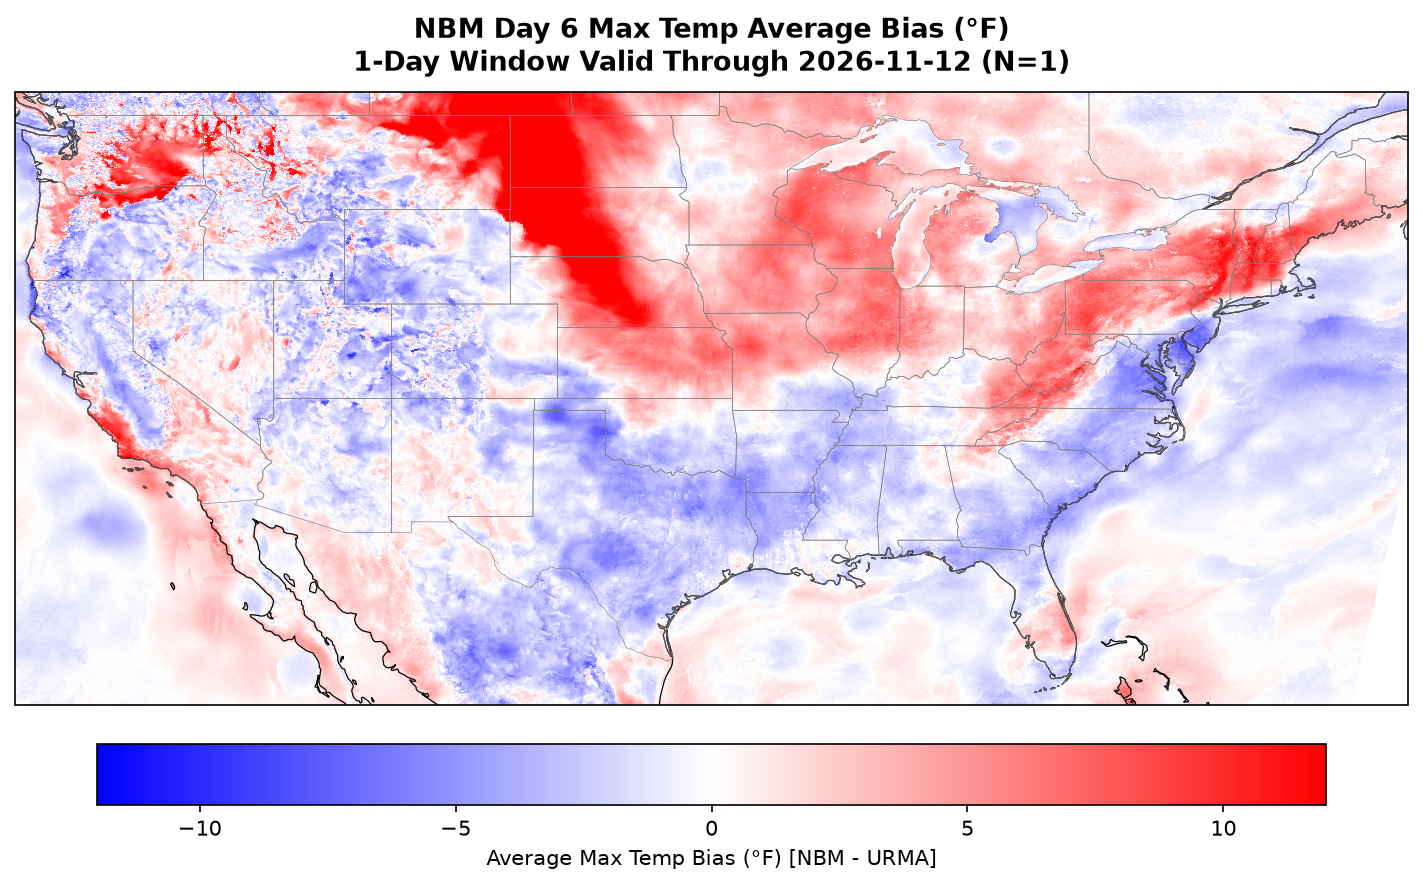 NBM Day 6 Max Temp Average Bias (°F)
1-Day Window Valid Through 2026-11-12 (N=1)
−10 −5 0 5 10
Average Max Temp Bias (°F) [NBM - URMA]